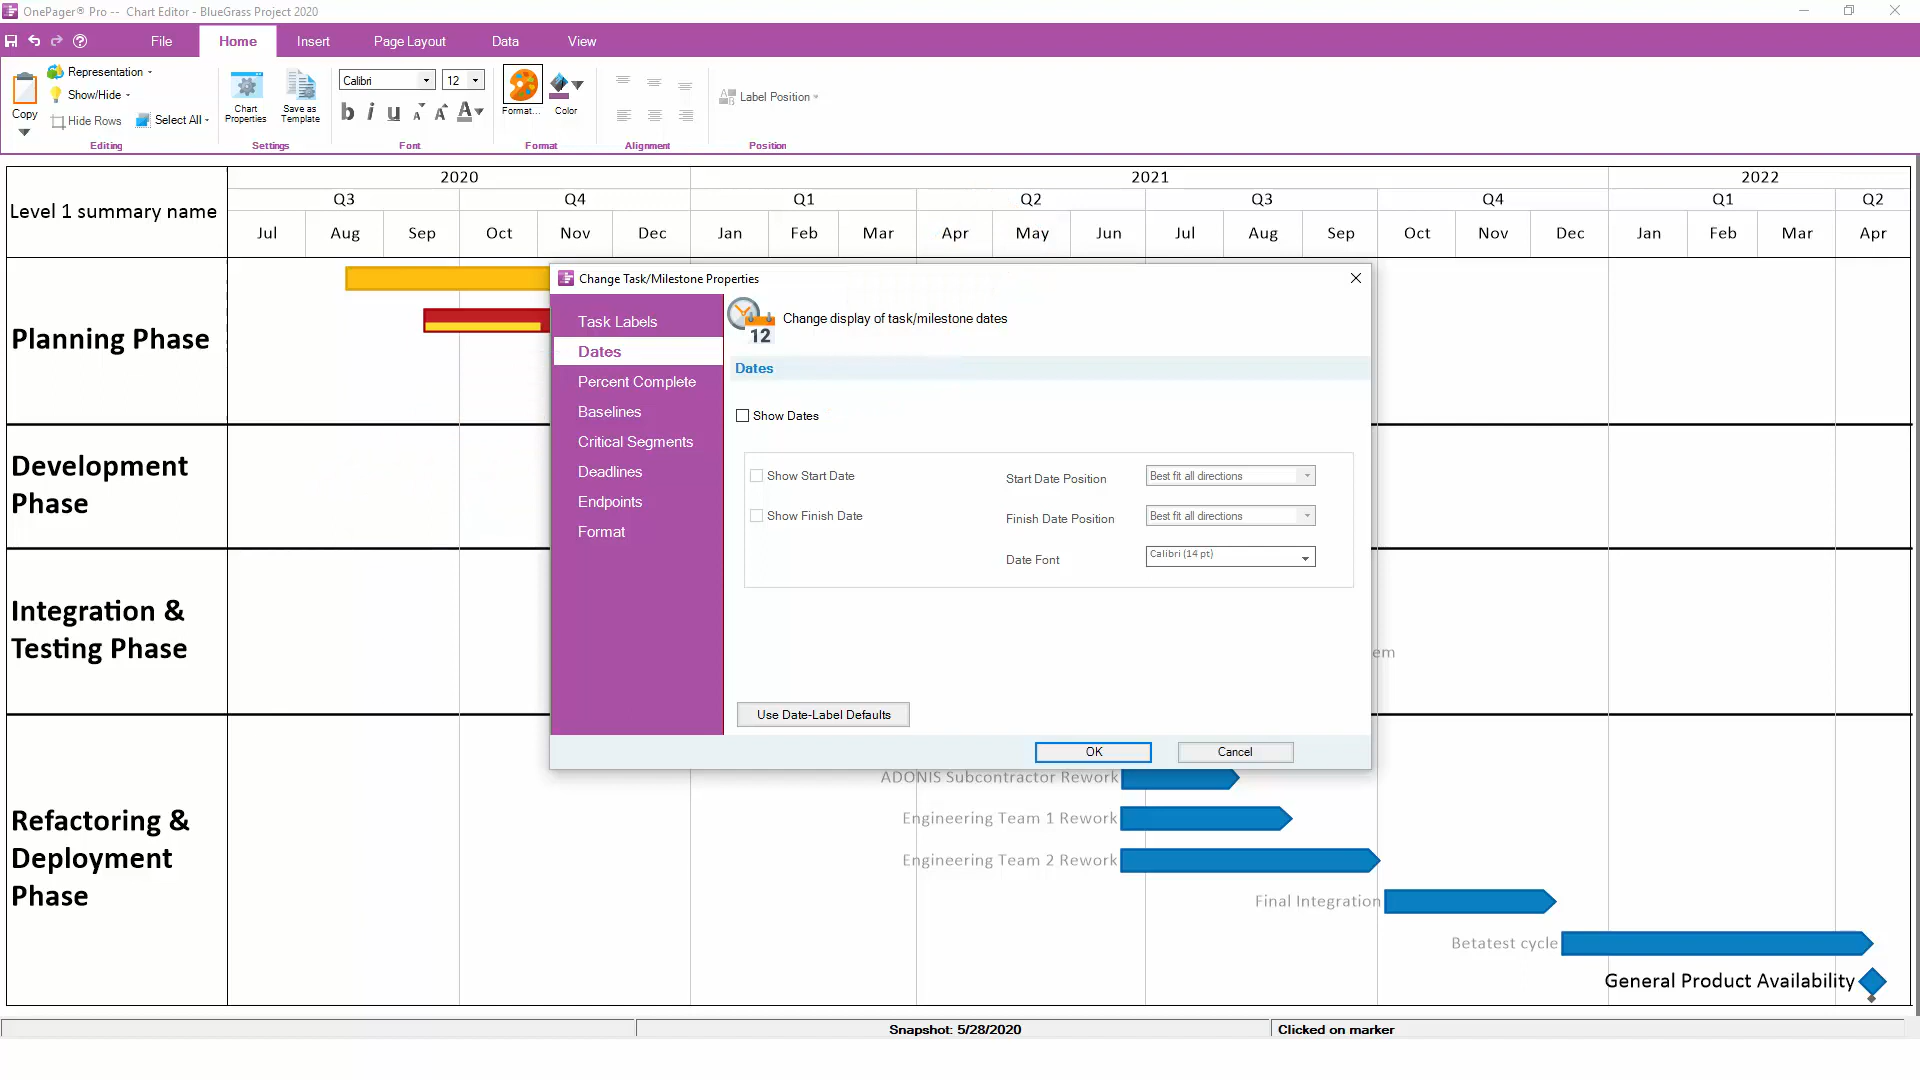 OnePager® Pro -- Chart Editor - BlueGrass Project 2020
File
Home
Insert
Page Layout
Data
View
Copy
Representation
Show/Hide
Hide Rows
Select All
Editing
Chart
Properties
Save as
Template
Settings
Calibri
12
b i u A A A
Font
Format...
Color
Format
Alignment
Label Position
Position
Level 1 summary name
2020
2021
2022
Q3
Q4
Q1
Q2
Q3
Q4
Q1
Q2
Jul
Aug
Sep
Oct
Nov
Dec
Jan
Feb
Mar
Apr
May
Jun
Jul
Aug
Sep
Oct
Nov
Dec
Jan
Feb
Mar
Apr
Planning Phase
Development
Phase
Integration &
Testing Phase
Refactoring &
Deployment
Phase
Change Task/Milestone Properties
Task Labels
Dates
Percent Complete
Baselines
Critical Segments
Deadlines
Endpoints
Format
12
Change display of task/milestone dates
Dates
Show Dates
Show Start Date
Start Date Position
Best fit all directions
Show Finish Date
Finish Date Position
Best fit all directions
Date Font
Calibri (14 pt)
Use Date-Label Defaults
OK
Cancel
em
ADONIS Subcontractor Rework
Engineering Team 1 Rework
Engineering Team 2 Rework
Final Integration
Betatest cycle
General Product Availability
Snapshot: 5/28/2020
Clicked on marker